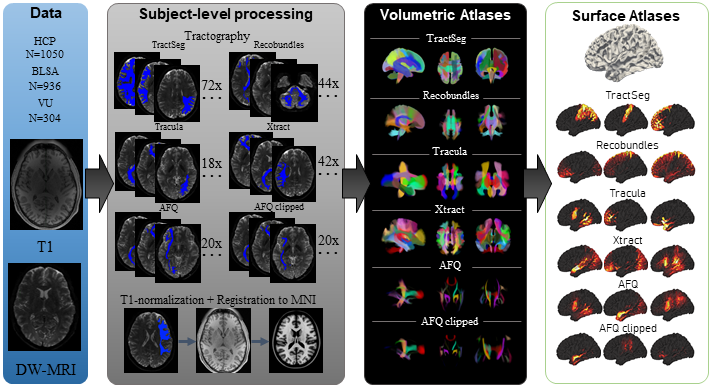 Data
HCP
N=1050
BLSA
N=936
VU
N=304
T1
DW-MRI
Subject-level processing
Tractography
TractSeg
Recobundles
72x
44x
...
...
Tracula
Xtract
18x
42x
...
...
AFQ
AFQ clipped
20x
20x
...
...
T1-normalization + Registration to MNI
Volumetric Atlases
TractSeg
...
Recobundles
...
Tracula
...
Xtract
...
AFQ
...
AFQ clipped
...
Surface Atlases
TractSeg
Recobundles
Tracula
Xtract
AFQ
AFQ clipped